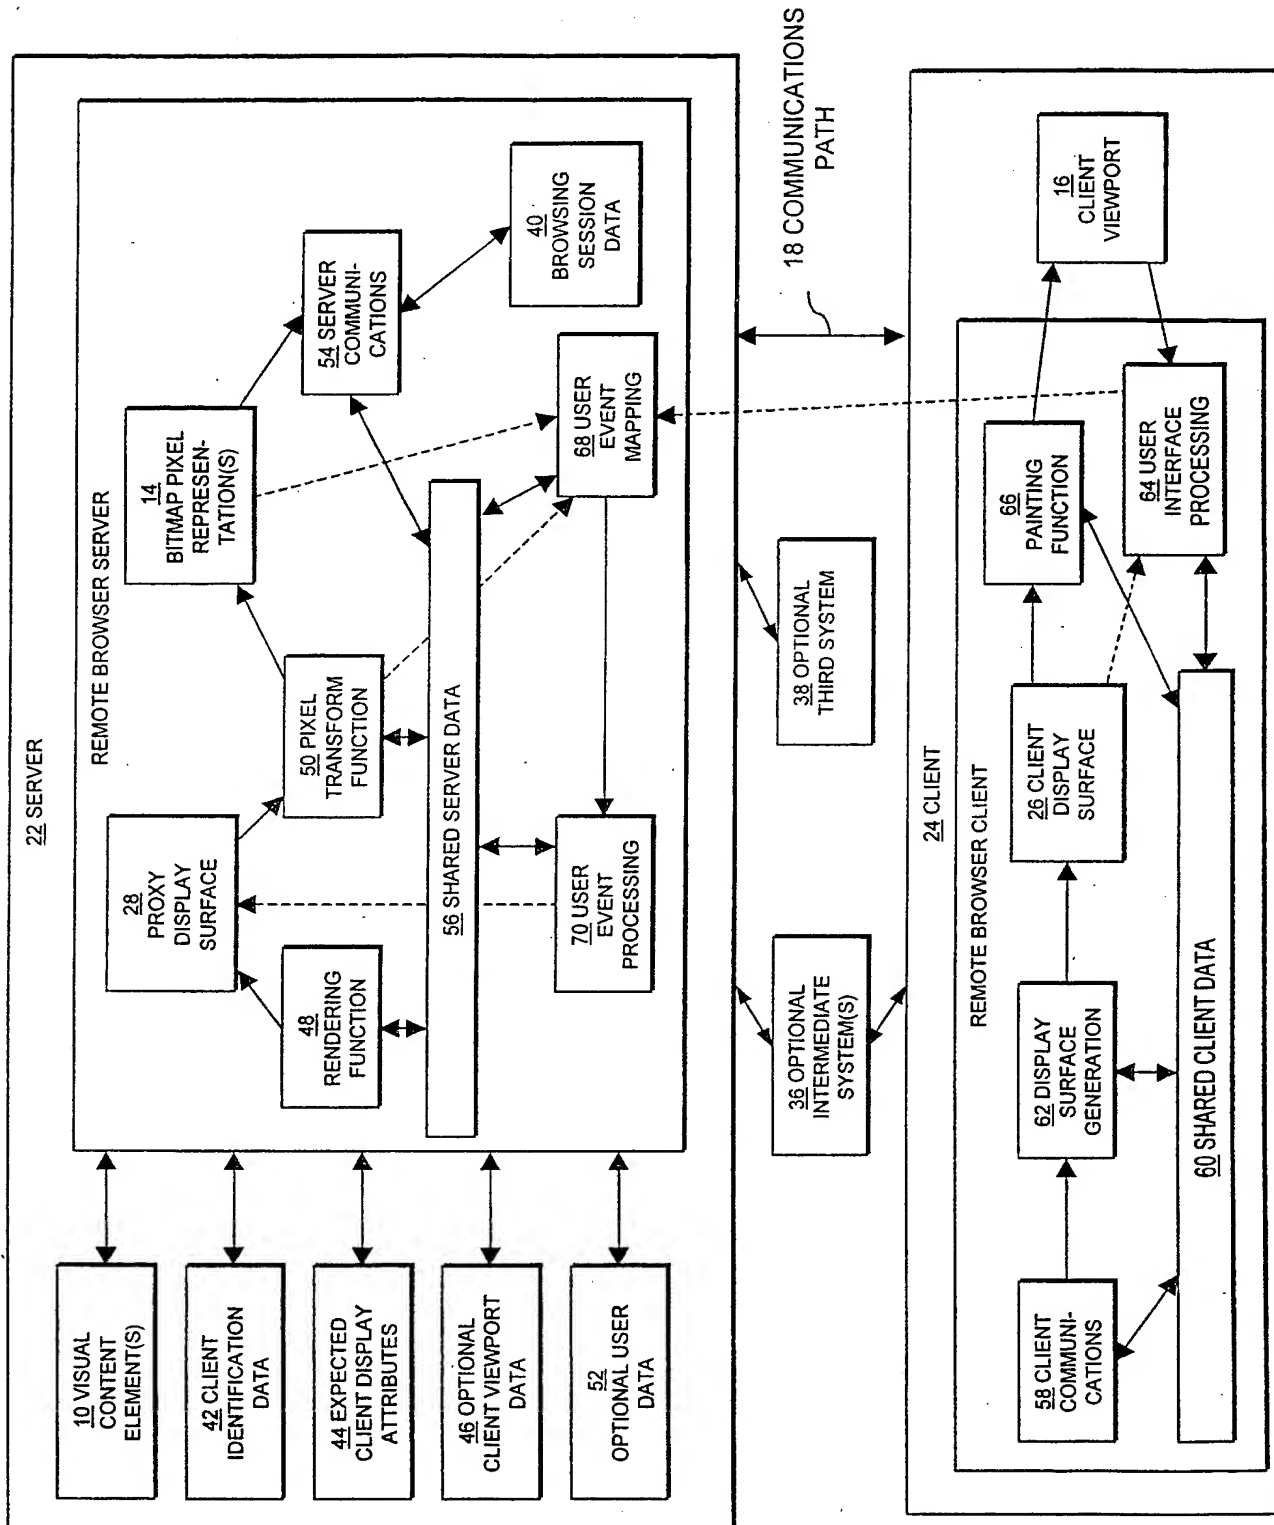 22 SERVER
REMOTE BROWSER SERVER
10 VISUAL
CONTENT
ELEMENT(S)
42 CLIENT
IDENTIFICATION
DATA
44 EXPECTED
CLIENT DISPLAY
ATTRIBUTES
46 OPTIONAL
CLIENT VIEWPORT
DATA
52
OPTIONAL USER
DATA
28
PROXY
DISPLAY
SURFACE
48
RENDERING
FUNCTION
50 PIXEL
TRANSFORM
FUNCTION
14
BITMAP PIXEL
REPRESEN-
TATION(S)
54 SERVER
COMMUNI-
CATIONS
40
BROWSING
SESSION
DATA
56 SHARED SERVER DATA
70 USER
EVENT
PROCESSING
68 USER
EVENT
MAPPING
36 OPTIONAL
INTERMEDIATE
SYSTEM(S)
38 OPTIONAL
THIRD SYSTEM
18 COMMUNICATIONS
PATH
24 CLIENT
REMOTE BROWSER CLIENT
58 CLIENT
COMMUNI-
CATIONS
62 DISPLAY
SURFACE
GENERATION
26 CLIENT
DISPLAY
SURFACE
66
PAINTING
FUNCTION
64 USER
INTERFACE
PROCESSING
16
CLIENT
VIEWPORT
60 SHARED CLIENT DATA